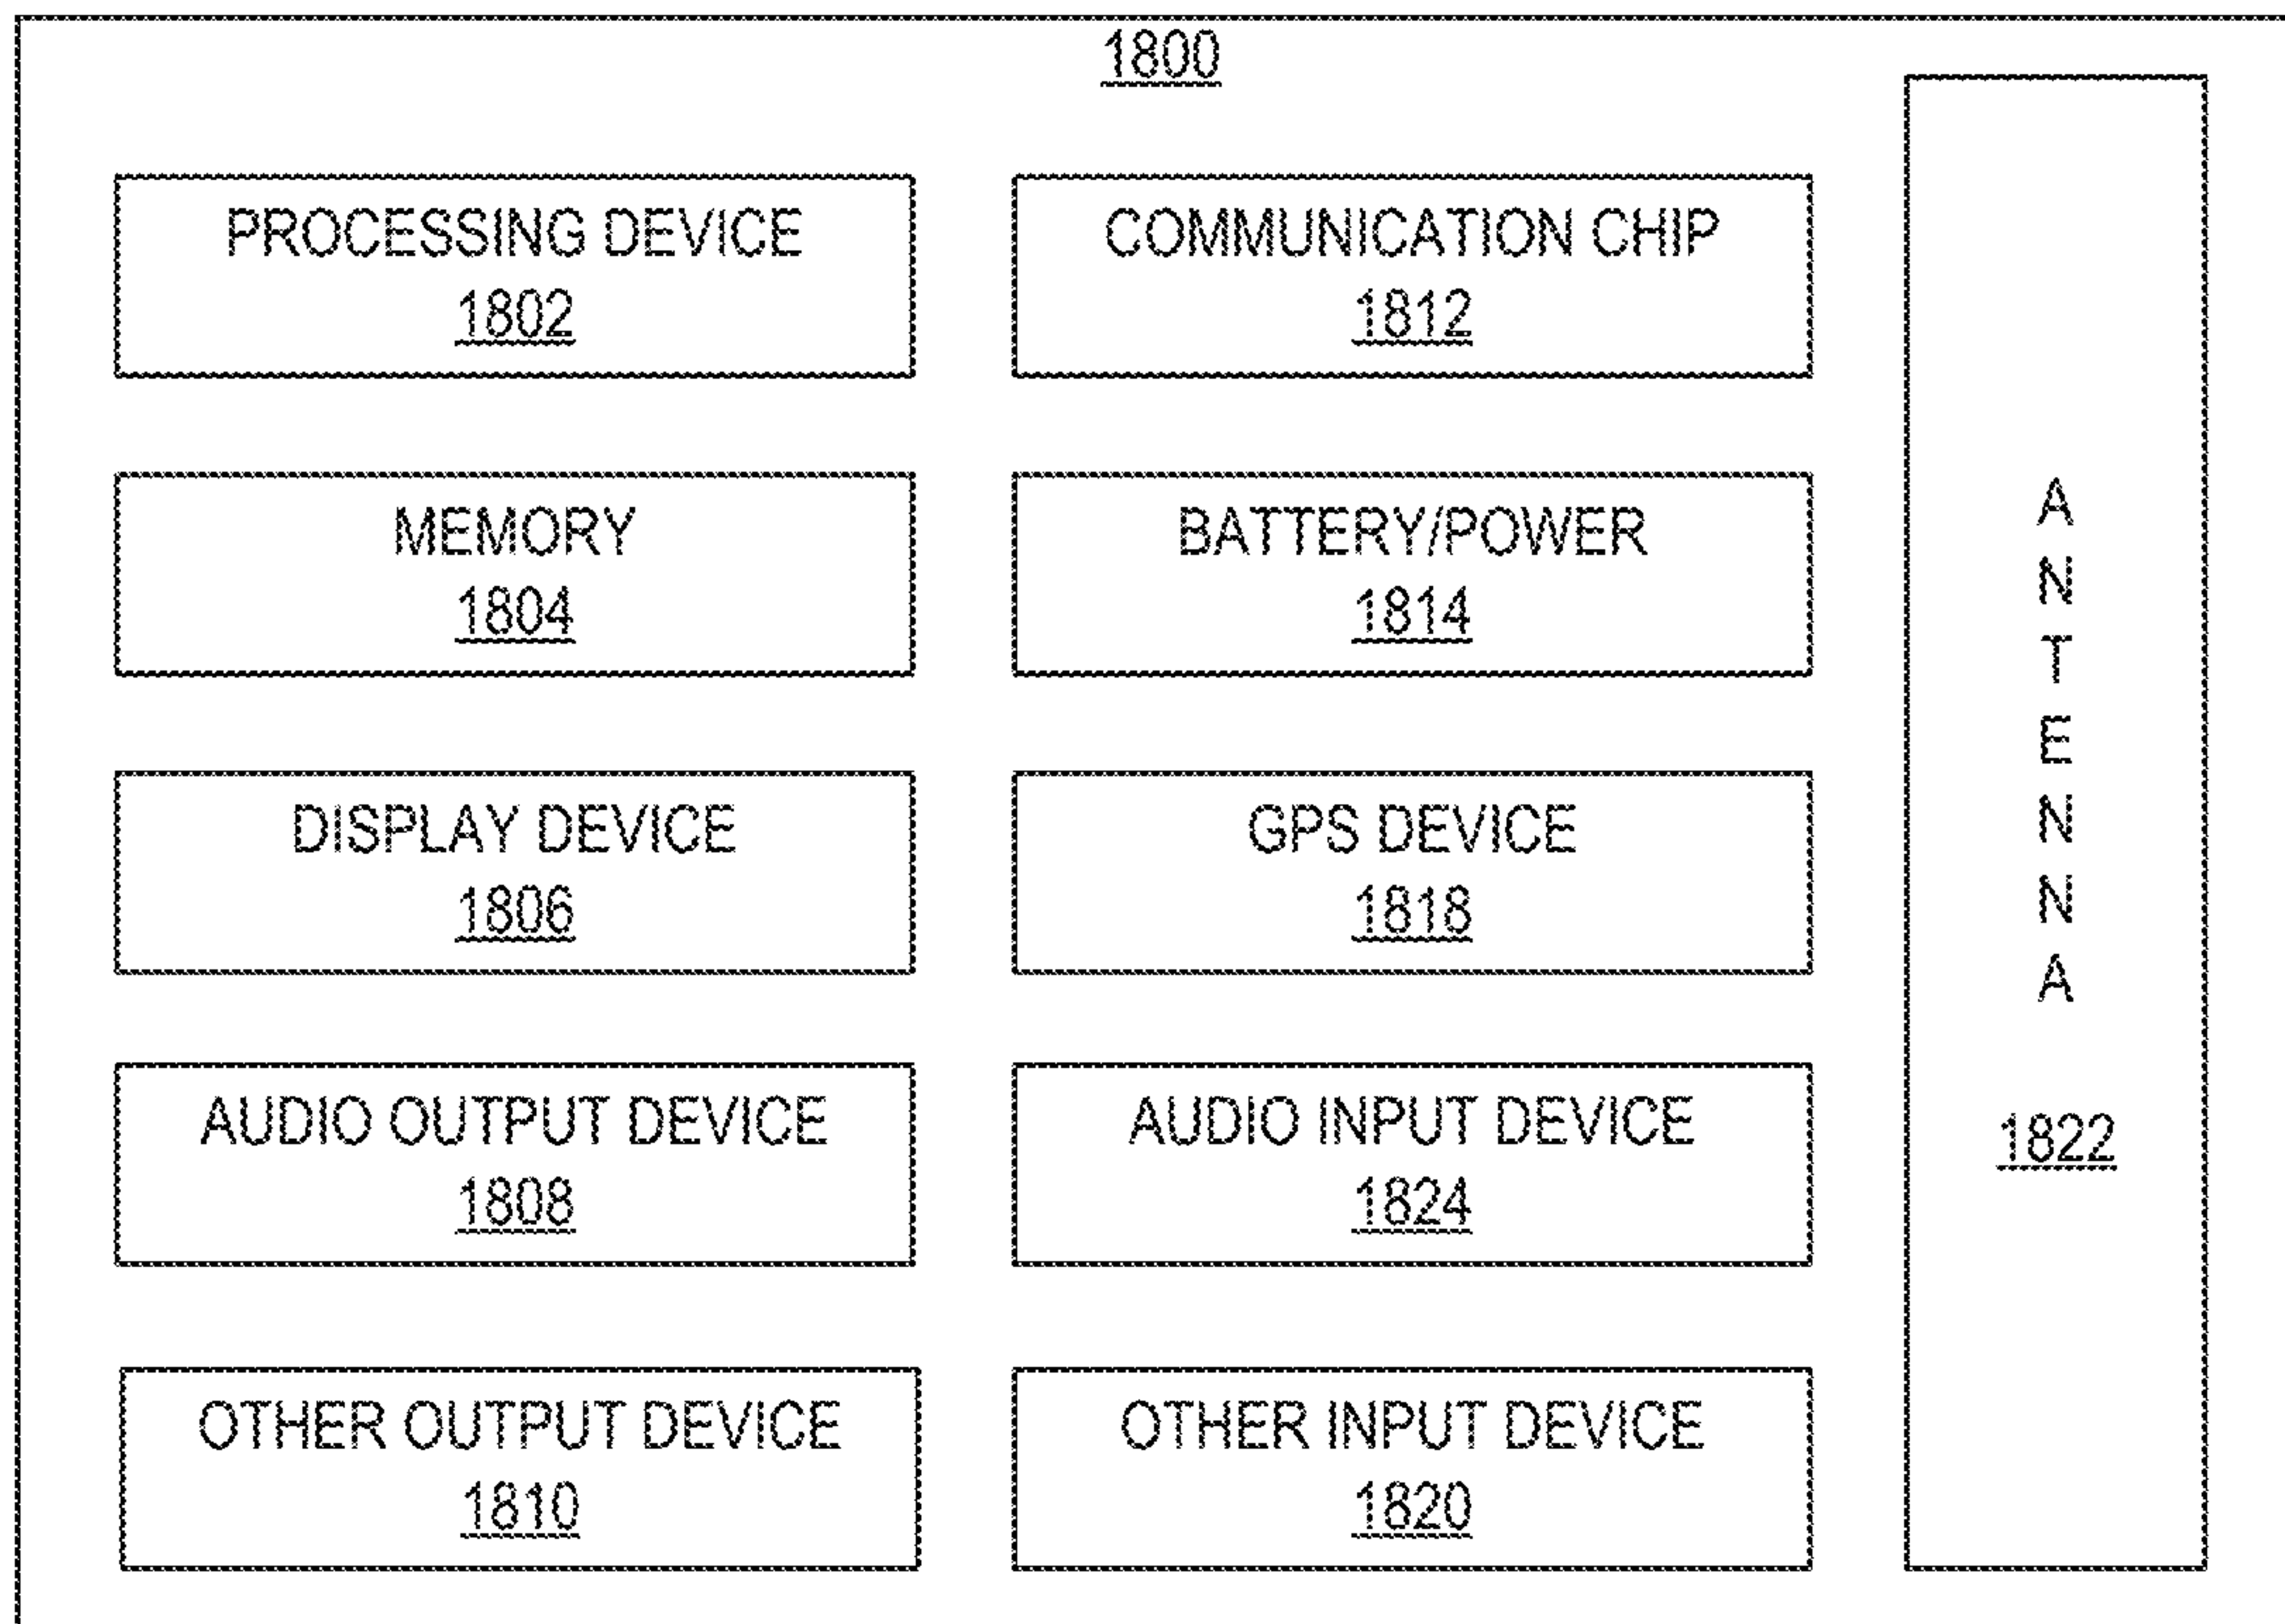 1800
PROCESSING DEVICE
1802
COMMUNICATION CHIP
1812
MEMORY
1804
BATTERY/POWER
1814
DISPLAY DEVICE
1806
GPS DEVICE
1818
AUDIO OUTPUT DEVICE
1808
AUDIO INPUT DEVICE
1824
OTHER OUTPUT DEVICE
1810
OTHER INPUT DEVICE
1820
ANTENNA
1822